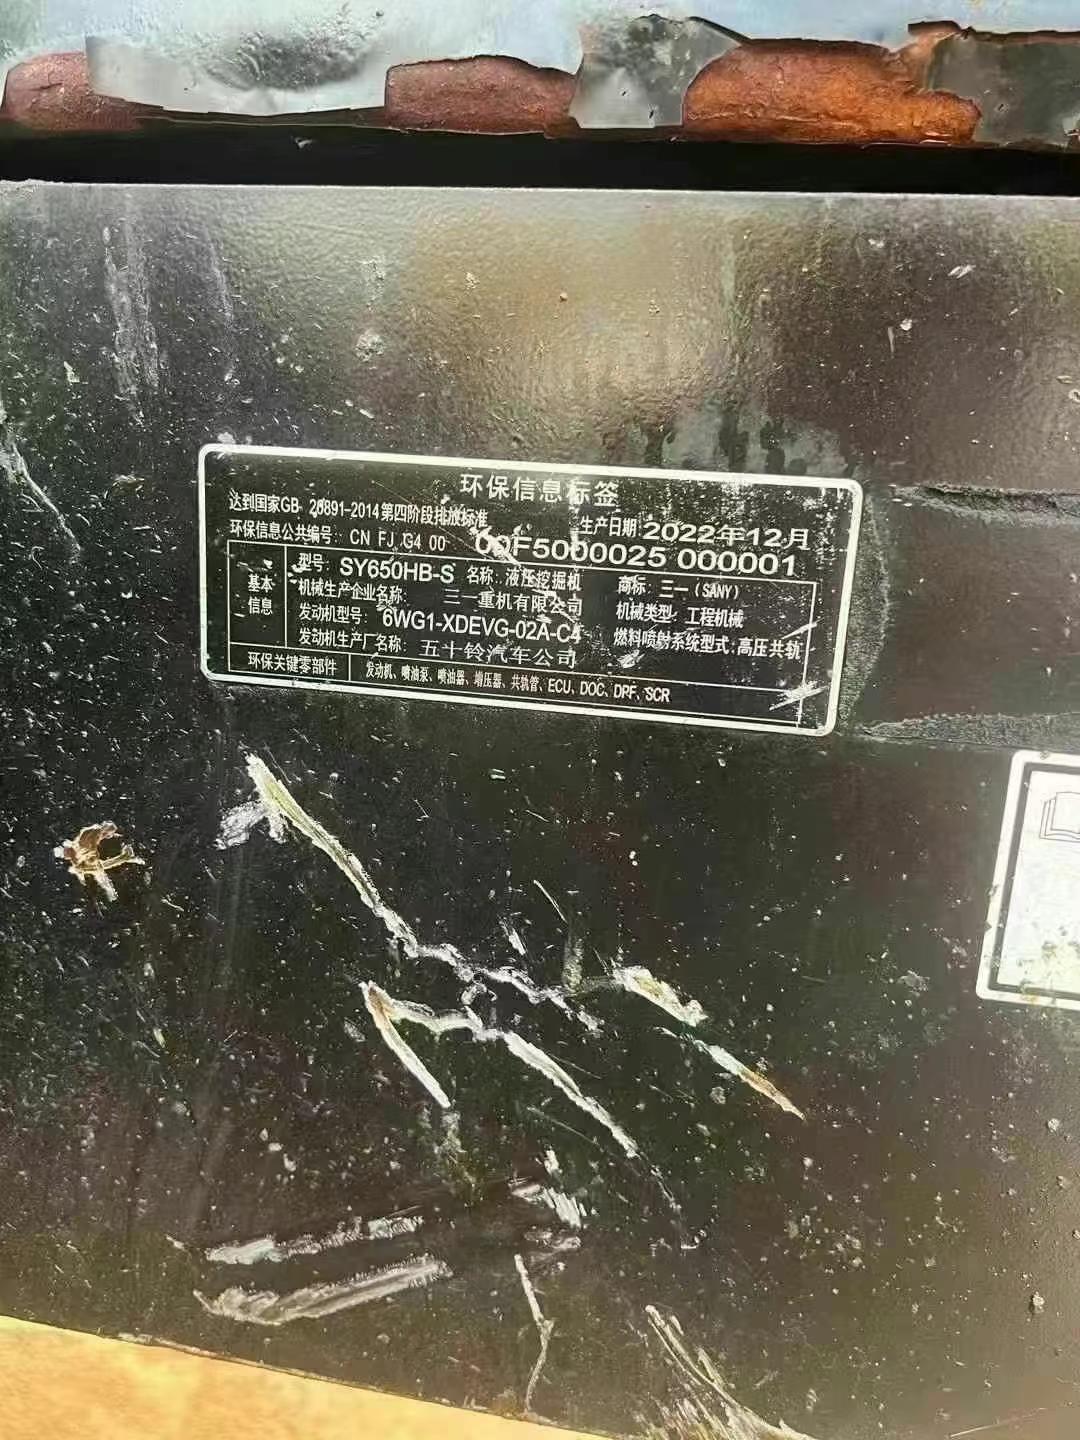 环保信息标签
达到国家GB 20891-2014第四阶段排放标准
生产日期: 2022年12月
环保信息公共编号: CN FJ G4 00 00F5000025 000001
基本信息
型号: SY650HB-S 名称: 液压挖掘机 商标: 三一(SANY)
机械生产企业名称: 三一重机有限公司 机械类型: 工程机械
发动机型号: 6WG1-XDEVG-02A-C4 燃料喷射系统型式: 高压共轨
发动机生产厂名称: 五十铃汽车公司
环保关键零部件 发动机、喷油泵、喷油器、增压器、共轨管、ECU、DOC、DPF、SCR